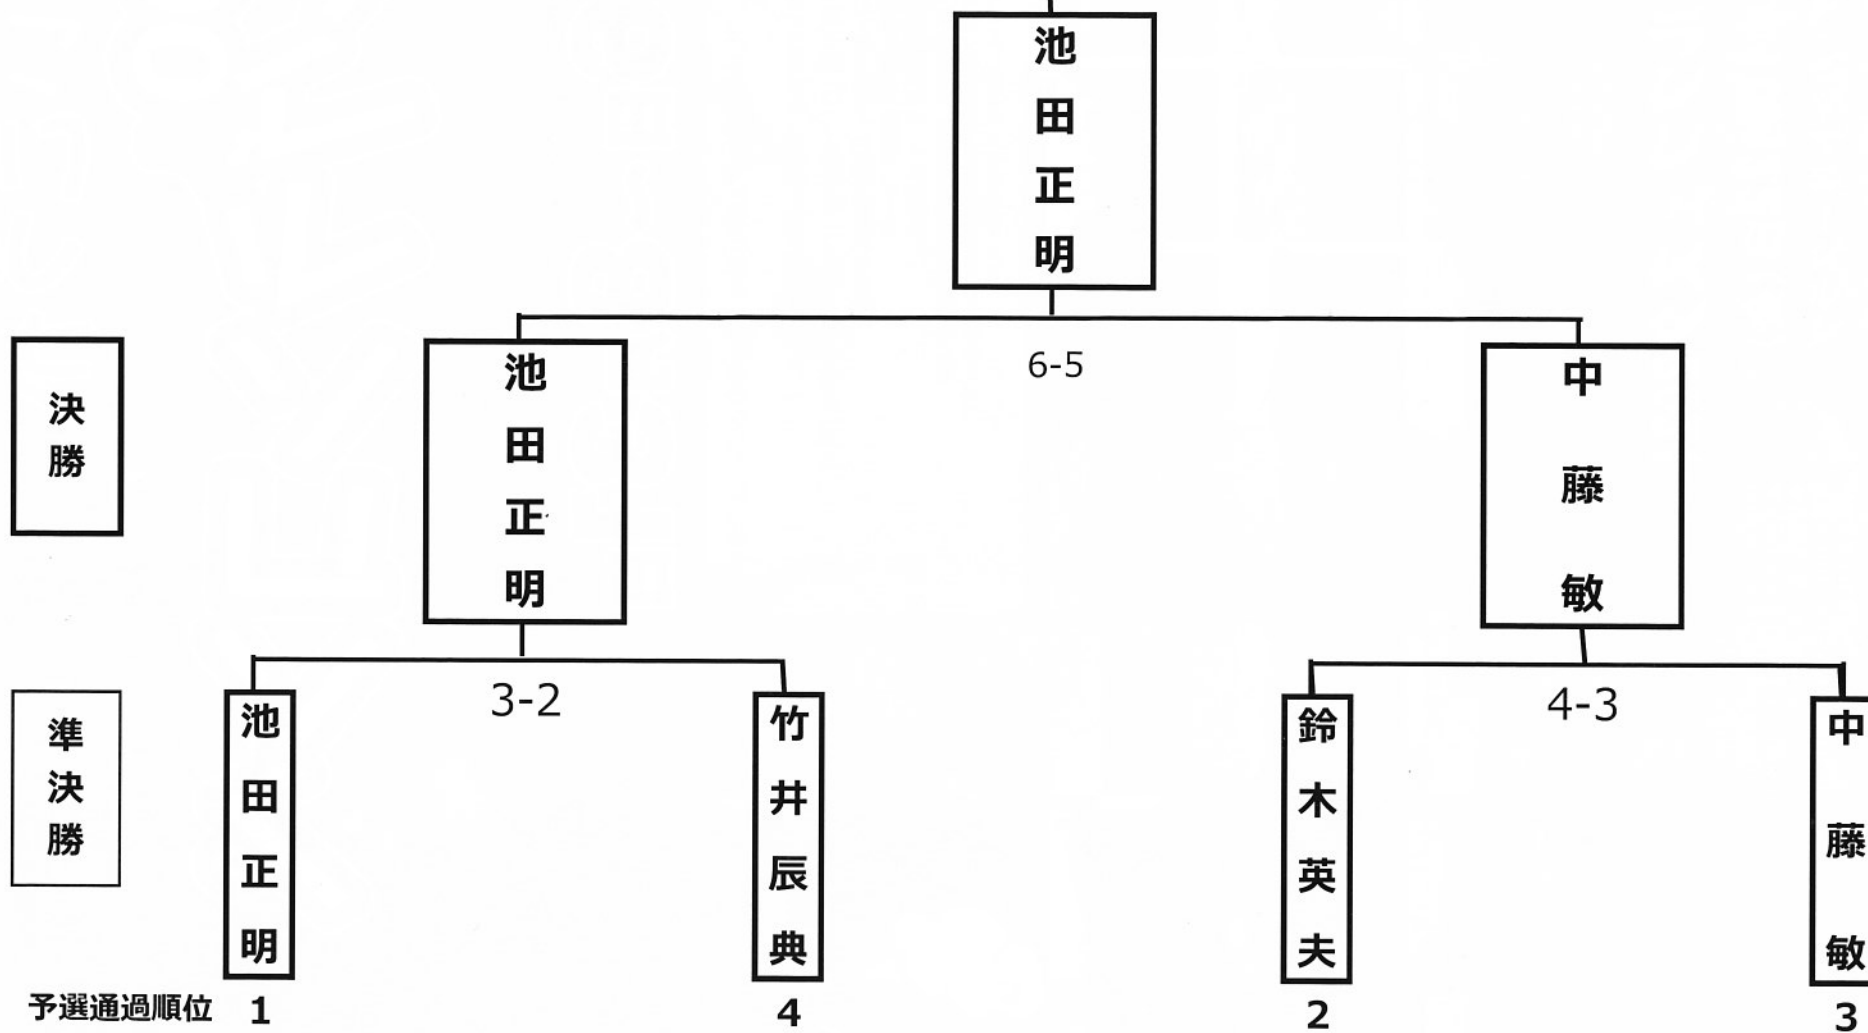 池田正明
決勝
池田正明
6-5
中藤敏
準決勝
池田正明
3-2
竹井辰典
鈴木英夫
4-3
中藤敏
予選通過順位 1 4 2 3